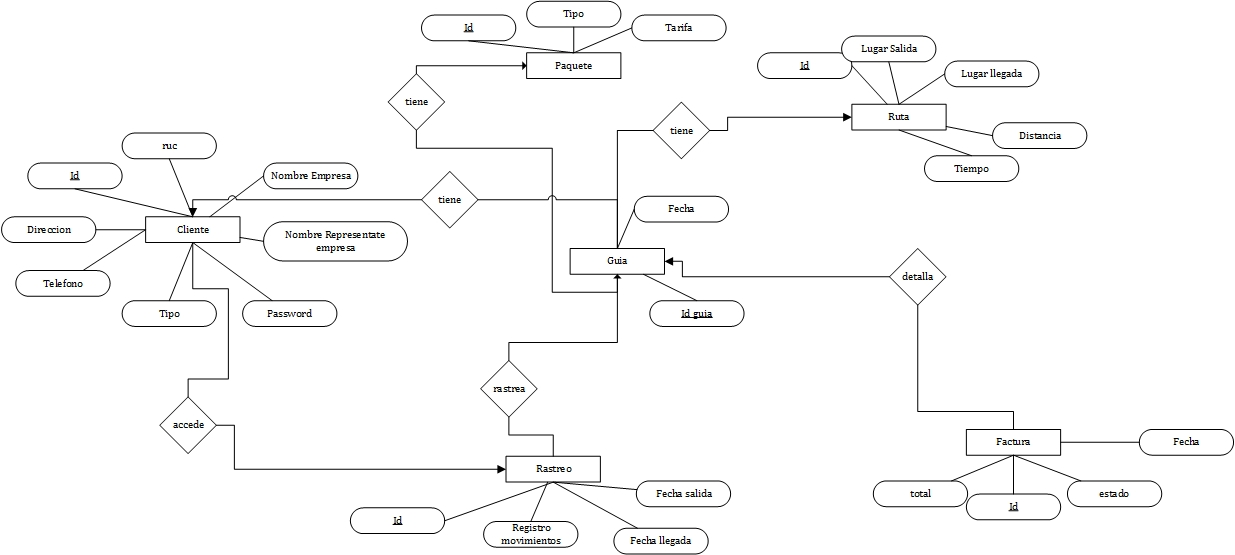 Tipo
Id
Tarifa
Paquete
Lugar Salida
Id
Lugar llegada
tiene
Ruta
tiene
Distancia
ruc
Tiempo
Id
Nombre Empresa
tiene
Fecha
Direccion
Cliente
Nombre Representate
empresa
Guia
detalla
Telefono
Tipo
Password
Id guia
rastrea
accede
Factura
Fecha
Rastreo
Fecha salida
total
estado
Id
Id
Registro
movimientos
Fecha llegada